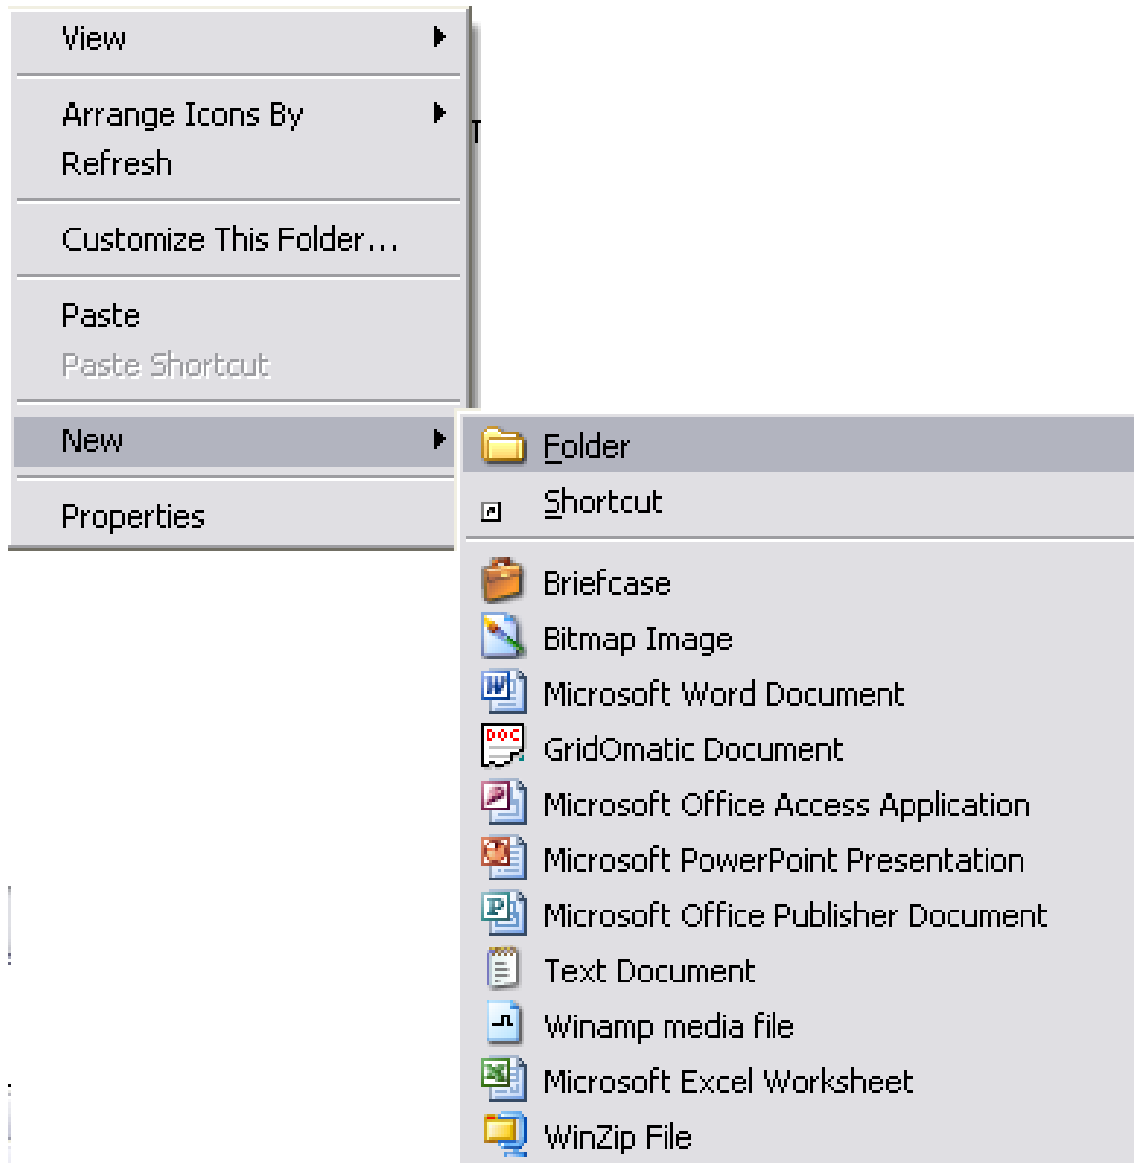 View
Arrange Icons By
Refresh
Customize This Folder...
Paste
Paste Shortcut
New
Properties
Folder
Shortcut
Briefcase
Bitmap Image
Microsoft Word Document
DOC
GridOmatic Document
Microsoft Office Access Application
Microsoft PowerPoint Presentation
Microsoft Office Publisher Document
Text Document
Winamp media file
Microsoft Excel Worksheet
WinZip File